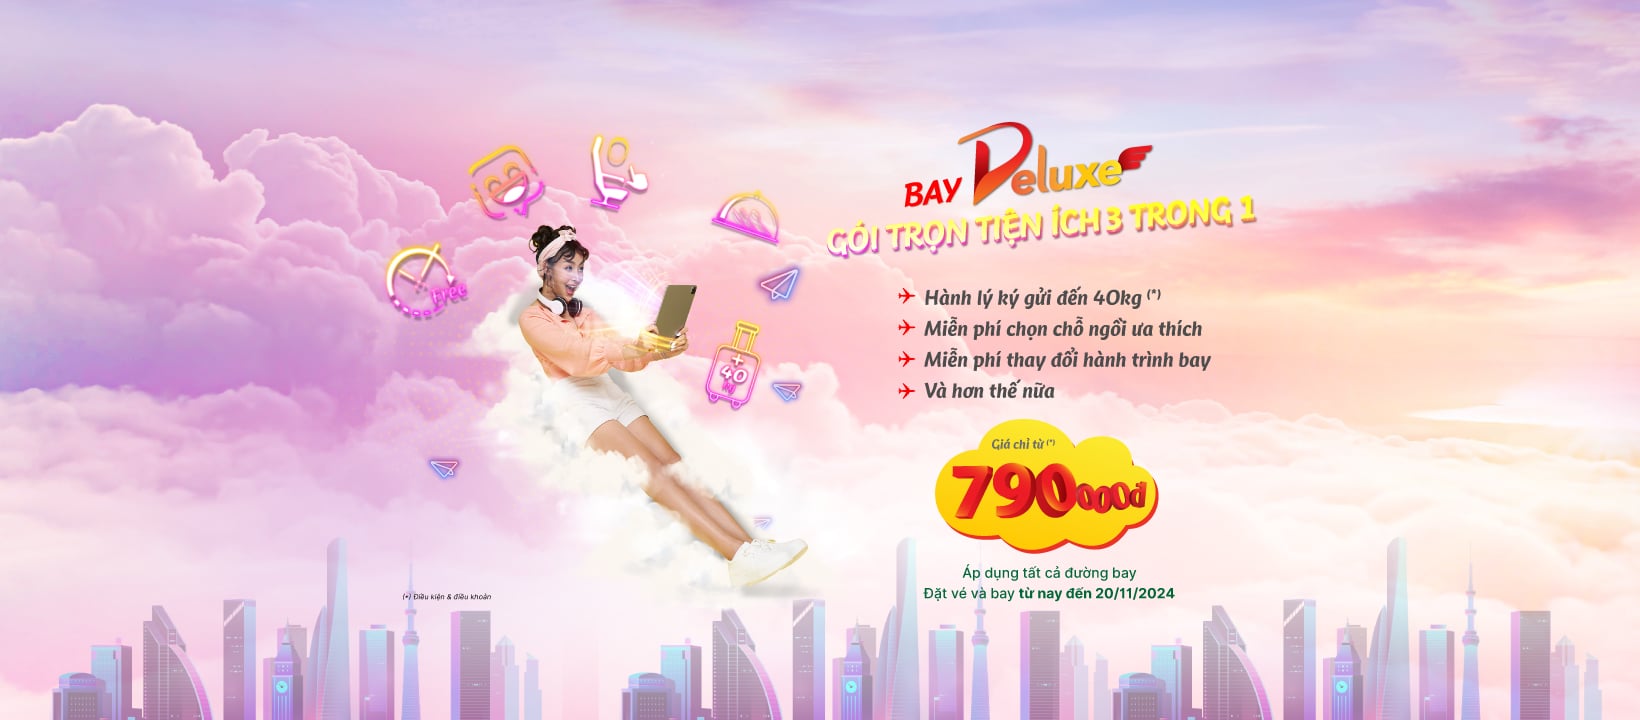 BAY Deluxe
GÓI TRỌN TIỆN ÍCH 3 TRONG 1
Hành lý ký gửi đến 40kg (*)
Miễn phí chọn chỗ ngồi ưa thích
Miễn phí thay đổi hành trình bay
Và hơn thế nữa
Giá chỉ từ (*)
790000đ
Áp dụng tất cả đường bay
Đặt vé và bay từ nay đến 20/11/2024
Free
+
40
kg
(*) Điều kiện & điều khoản